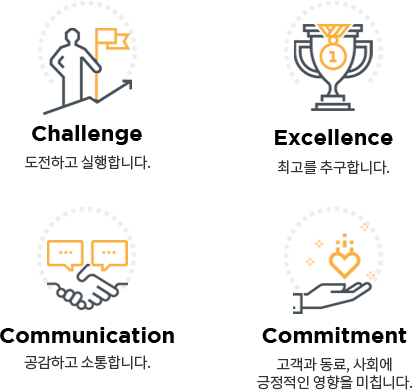 1
Challenge
도전하고 실행합니다.
Excellence
최고를 추구합니다.
Communication
공감하고 소통합니다.
Commitment
고객과 동료, 사회에
긍정적인 영향을 미칩니다.